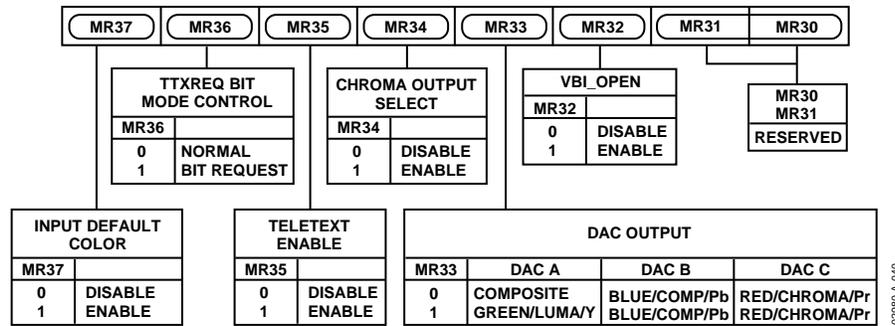 MR37 MR36 MR35 MR34 MR33 MR32 MR31 MR30
TTXREQ BIT
MODE CONTROL
MR36
0 NORMAL
1 BIT REQUEST
CHROMA OUTPUT
SELECT
MR34
0 DISABLE
1 ENABLE
VBI_OPEN
MR32
0 DISABLE
1 ENABLE
MR30
MR31
RESERVED
INPUT DEFAULT
COLOR
MR37
0 DISABLE
1 ENABLE
TELETEXT
ENABLE
MR35
0 DISABLE
1 ENABLE
DAC OUTPUT
MR33 DAC A DAC B DAC C
0 COMPOSITE BLUE/COMP/Pb RED/CHROMA/Pr
1 GREEN/LUMA/Y BLUE/COMP/Pb RED/CHROMA/Pr